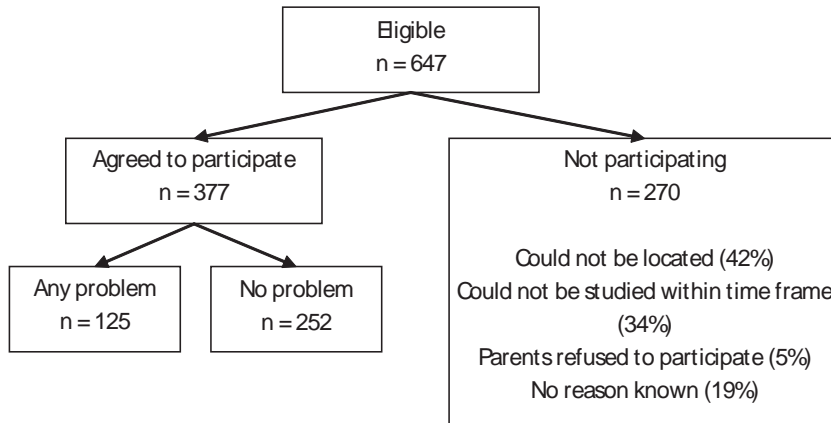 Eligible
n = 647
Agreed to participate
n = 377
Not participating
n = 270
Could not be located (42%)
Could not be studied within time frame
(34%)
Parents refused to participate (5%)
No reason known (19%)
Any problem
n = 125
No problem
n = 252